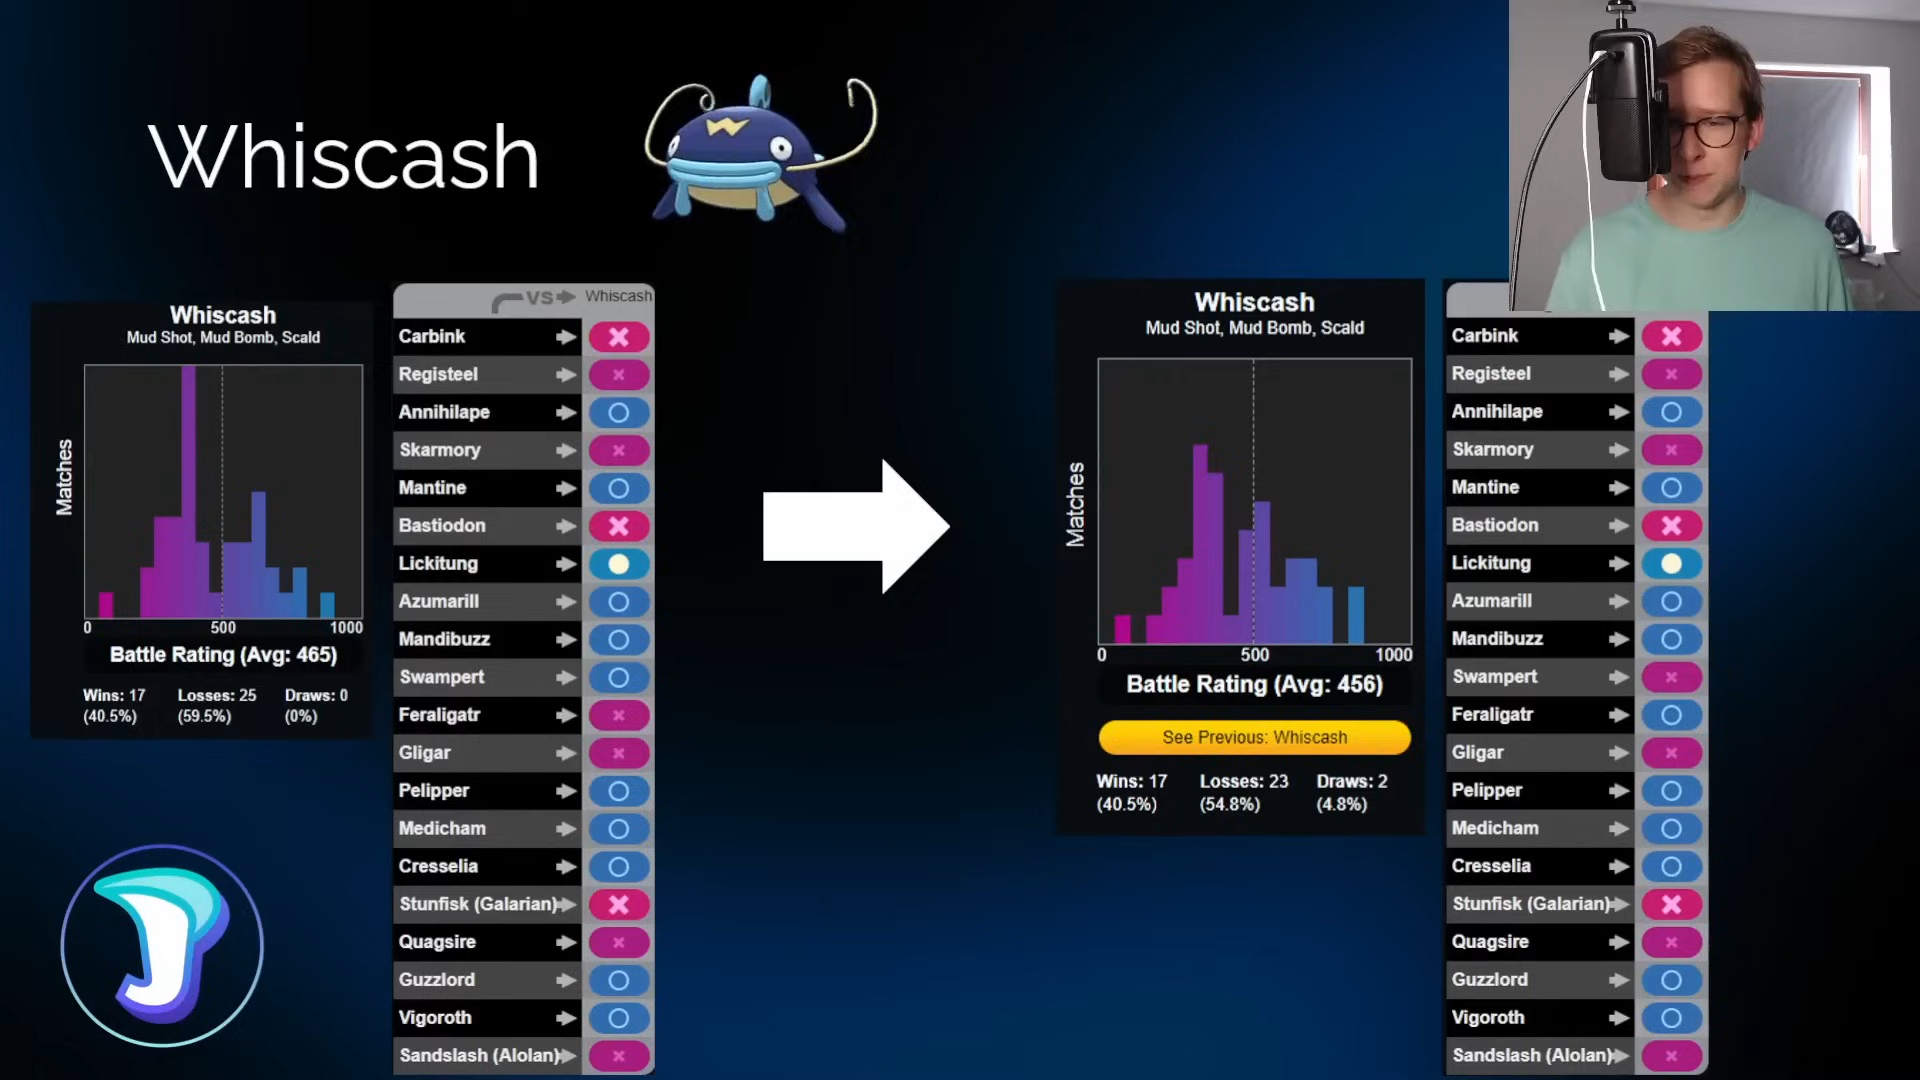 Whiscash
Whiscash
Mud Shot, Mud Bomb, Scald
Matches
0 500 1000
Battle Rating (Avg: 465)
Wins: 17 Losses: 25 Draws: 0
(40.5%) (59.5%) (0%)
VS Whiscash
Carbink
Registeel
Annihilape
Skarmory
Mantine
Bastiodon
Lickitung
Azumarill
Mandibuzz
Swampert
Feraligatr
Gligar
Pelipper
Medicham
Cresselia
Stunfisk (Galarian)
Quagsire
Guzzlord
Vigoroth
Sandslash (Alolan)
Whiscash
Mud Shot, Mud Bomb, Scald
Matches
0 500 1000
Battle Rating (Avg: 456)
See Previous: Whiscash
Wins: 17 Losses: 23 Draws: 2
(40.5%) (54.8%) (4.8%)
Carbink
Registeel
Annihilape
Skarmory
Mantine
Bastiodon
Lickitung
Azumarill
Mandibuzz
Swampert
Feraligatr
Gligar
Pelipper
Medicham
Cresselia
Stunfisk (Galarian)
Quagsire
Guzzlord
Vigoroth
Sandslash (Alolan)